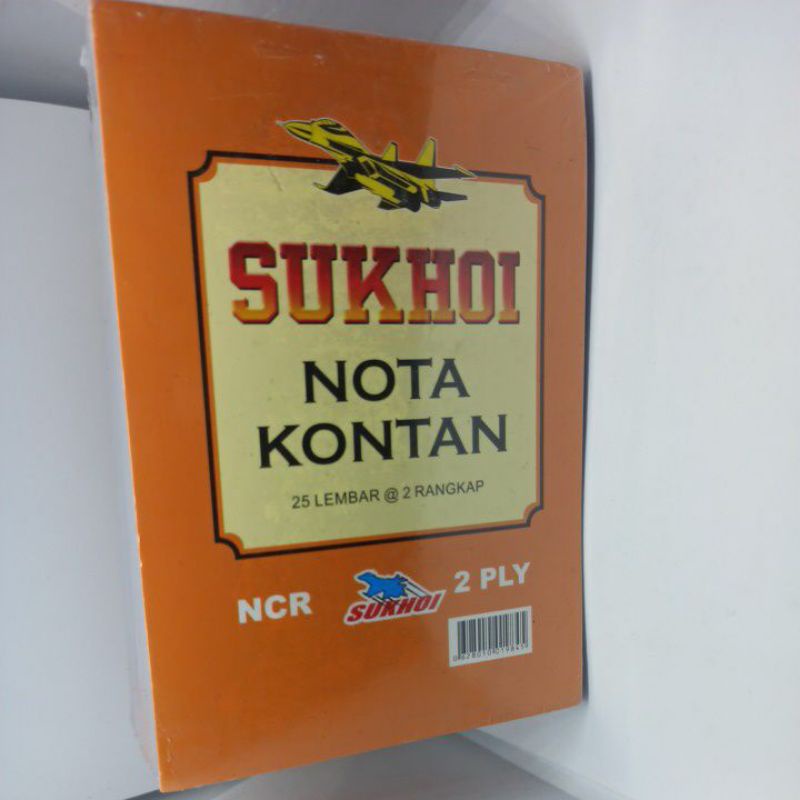 SUKHOI
NOTA
KONTAN
25 LEMBAR @ 2 RANGKAP
NCR SUKHOI 2 PLY